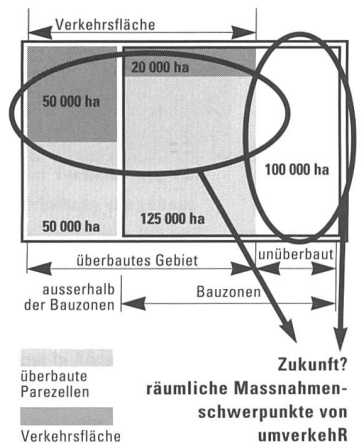 Verkehrsfläche
20 000 ha
50 000 ha
100 000 ha
50 000 ha
125 000 ha
überbautes Gebiet
unüberbaut
ausserhalb
der Bauzonen
Bauzonen
überbaute
Parezellen
Verkehrsfläche
Zukunft?
räumliche Massnahmen-
schwerpunkte von
umverkehR